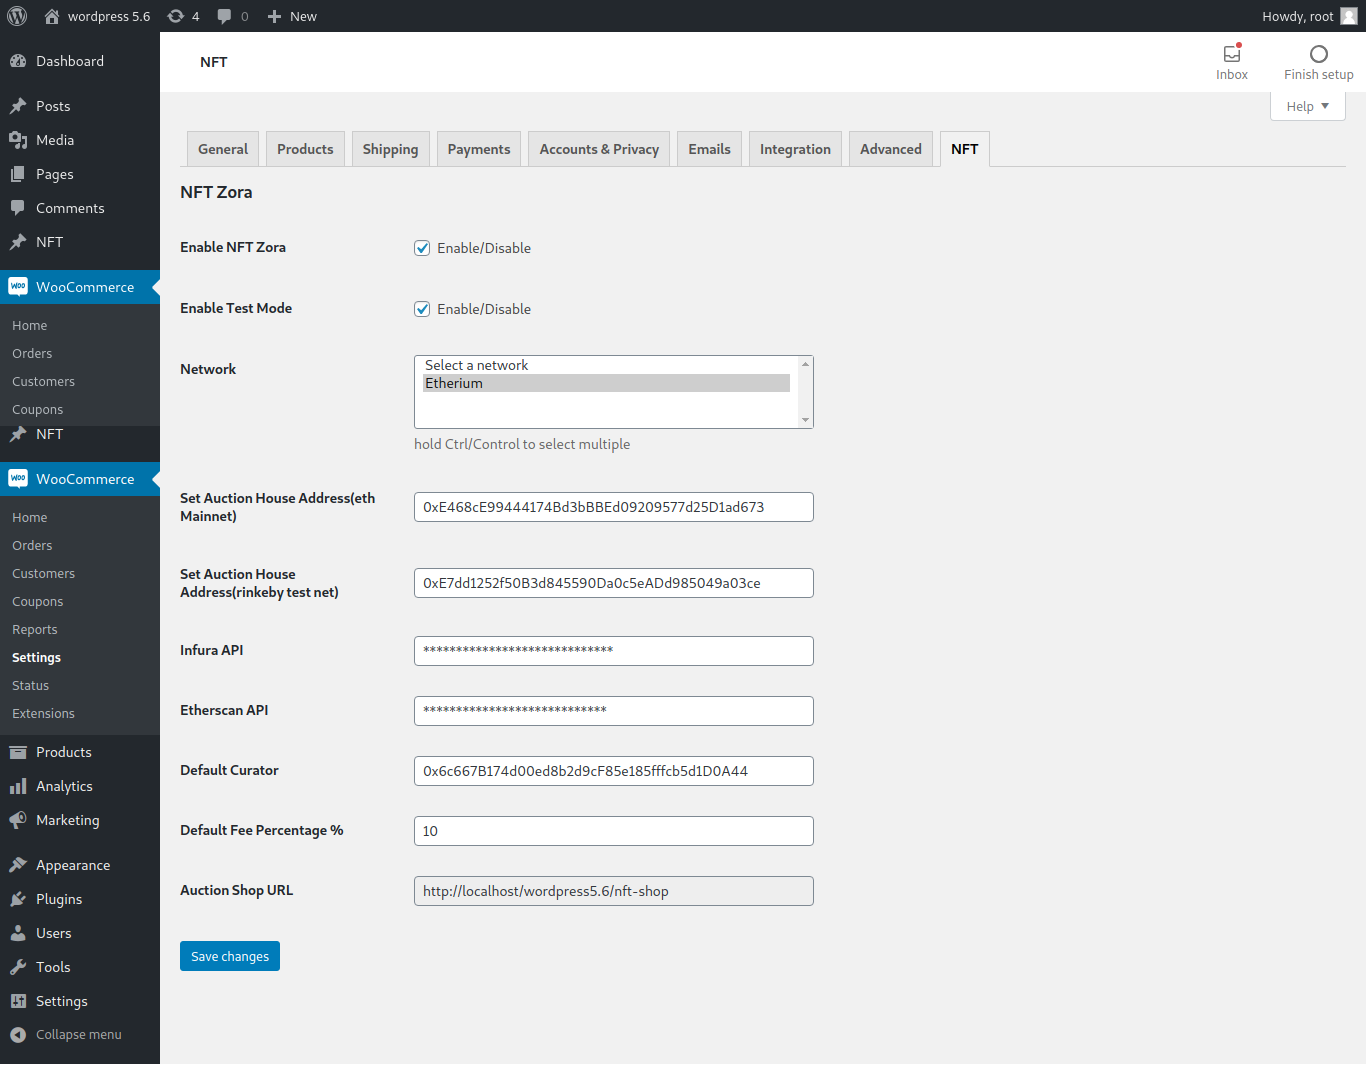 wordpress 5.6
4
0
New
Howdy, root
Dashboard
Posts
Media
Pages
Comments
NFT
WooCommerce
Home
Orders
Customers
Coupons
NFT
WooCommerce
Home
Orders
Customers
Coupons
Reports
Settings
Status
Extensions
Products
Analytics
Marketing
Appearance
Plugins
Users
Tools
Settings
Collapse menu
NFT
Inbox
Finish setup
Help
General
Products
Shipping
Payments
Accounts & Privacy
Emails
Integration
Advanced
NFT
NFT Zora
Enable NFT Zora
Enable/Disable
Enable Test Mode
Enable/Disable
Network
Select a network
Etherium
hold Ctrl/Control to select multiple
Set Auction House Address(eth
Mainnet)
0xE468cE99444174Bd3bBBEd09209577d25D1ad673
Set Auction House
Address(rinkeby test net)
0xE7dd1252f50B3d845590Da0c5eADd985049a03ce
Infura API
*****************************
Etherscan API
****************************
Default Curator
0x6c667B174d00ed8b2d9cF85e185fffcb5d1D0A44
Default Fee Percentage %
10
Auction Shop URL
http://localhost/wordpress5.6/nft-shop
Save changes